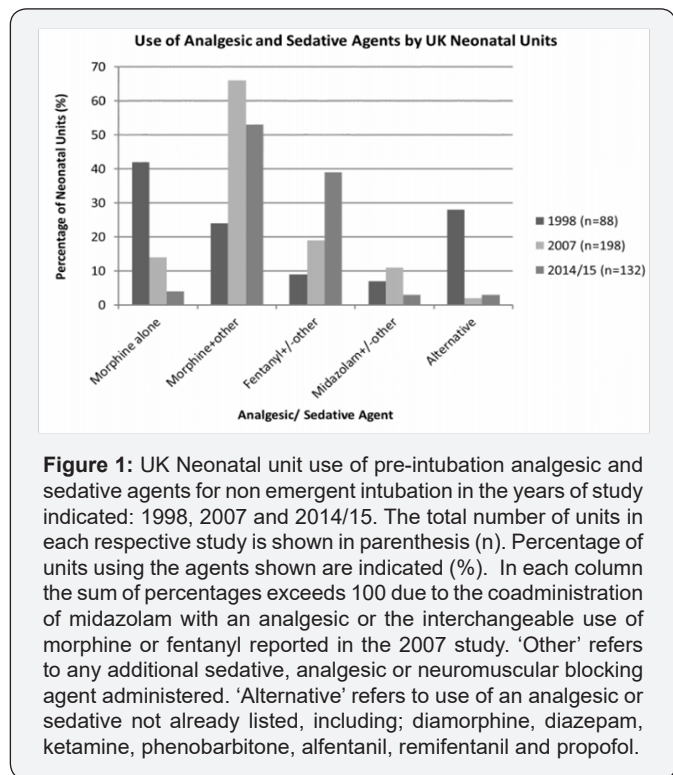 Use of Analgesic and Sedative Agents by UK Neonatal Units
Percentage of Neonatal Units (%)
70
60
50
40
30
20
10
0
Morphine alone
Morphine+other
Fentanyl+/-other
Midazolam+/-other
Alternative
Analgesic/ Sedative Agent
1998 (n=88)
2007 (n=198)
2014/15 (n=132)
Figure 1: UK Neonatal unit use of pre-intubation analgesic and
sedative agents for non emergent intubation in the years of study
indicated: 1998, 2007 and 2014/15. The total number of units in
each respective study is shown in parenthesis (n). Percentage of
units using the agents shown are indicated (%). In each column
the sum of percentages exceeds 100 due to the coadministration
of midazolam with an analgesic or the interchangeable use of
morphine or fentanyl reported in the 2007 study. ‘Other’ refers
to any additional sedative, analgesic or neuromuscular blocking
agent administered. ‘Alternative’ refers to use of an analgesic or
sedative not already listed, including; diamorphine, diazepam,
ketamine, phenobarbitone, alfentanil, remifentanil and propofol.